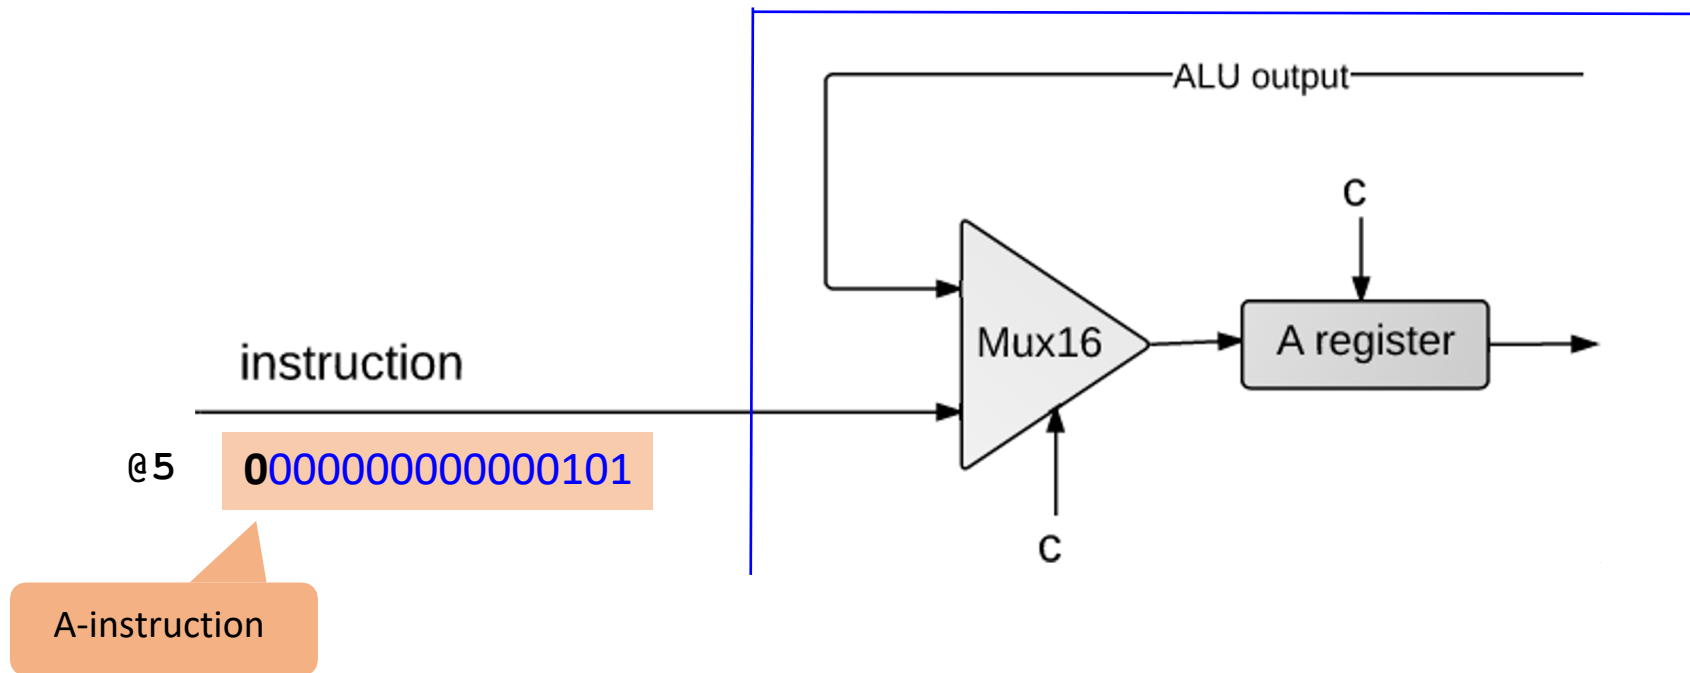 ALU output
c
Mux16
A register
instruction
@5 0000000000000101
c
A-instruction